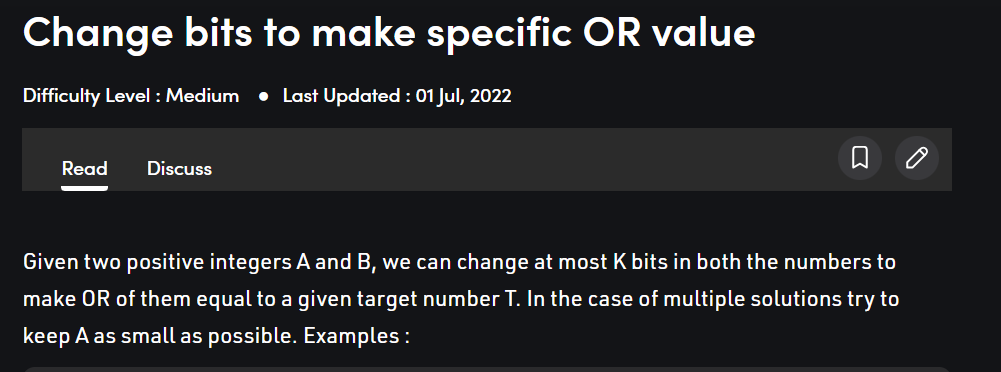 Change bits to make specific OR value
Difficulty Level : Medium ● Last Updated : 01 Jul, 2022
Read Discuss
Given two positive integers A and B, we can change at most K bits in both the numbers to
make OR of them equal to a given target number T. In the case of multiple solutions try to
keep A as small as possible. Examples :